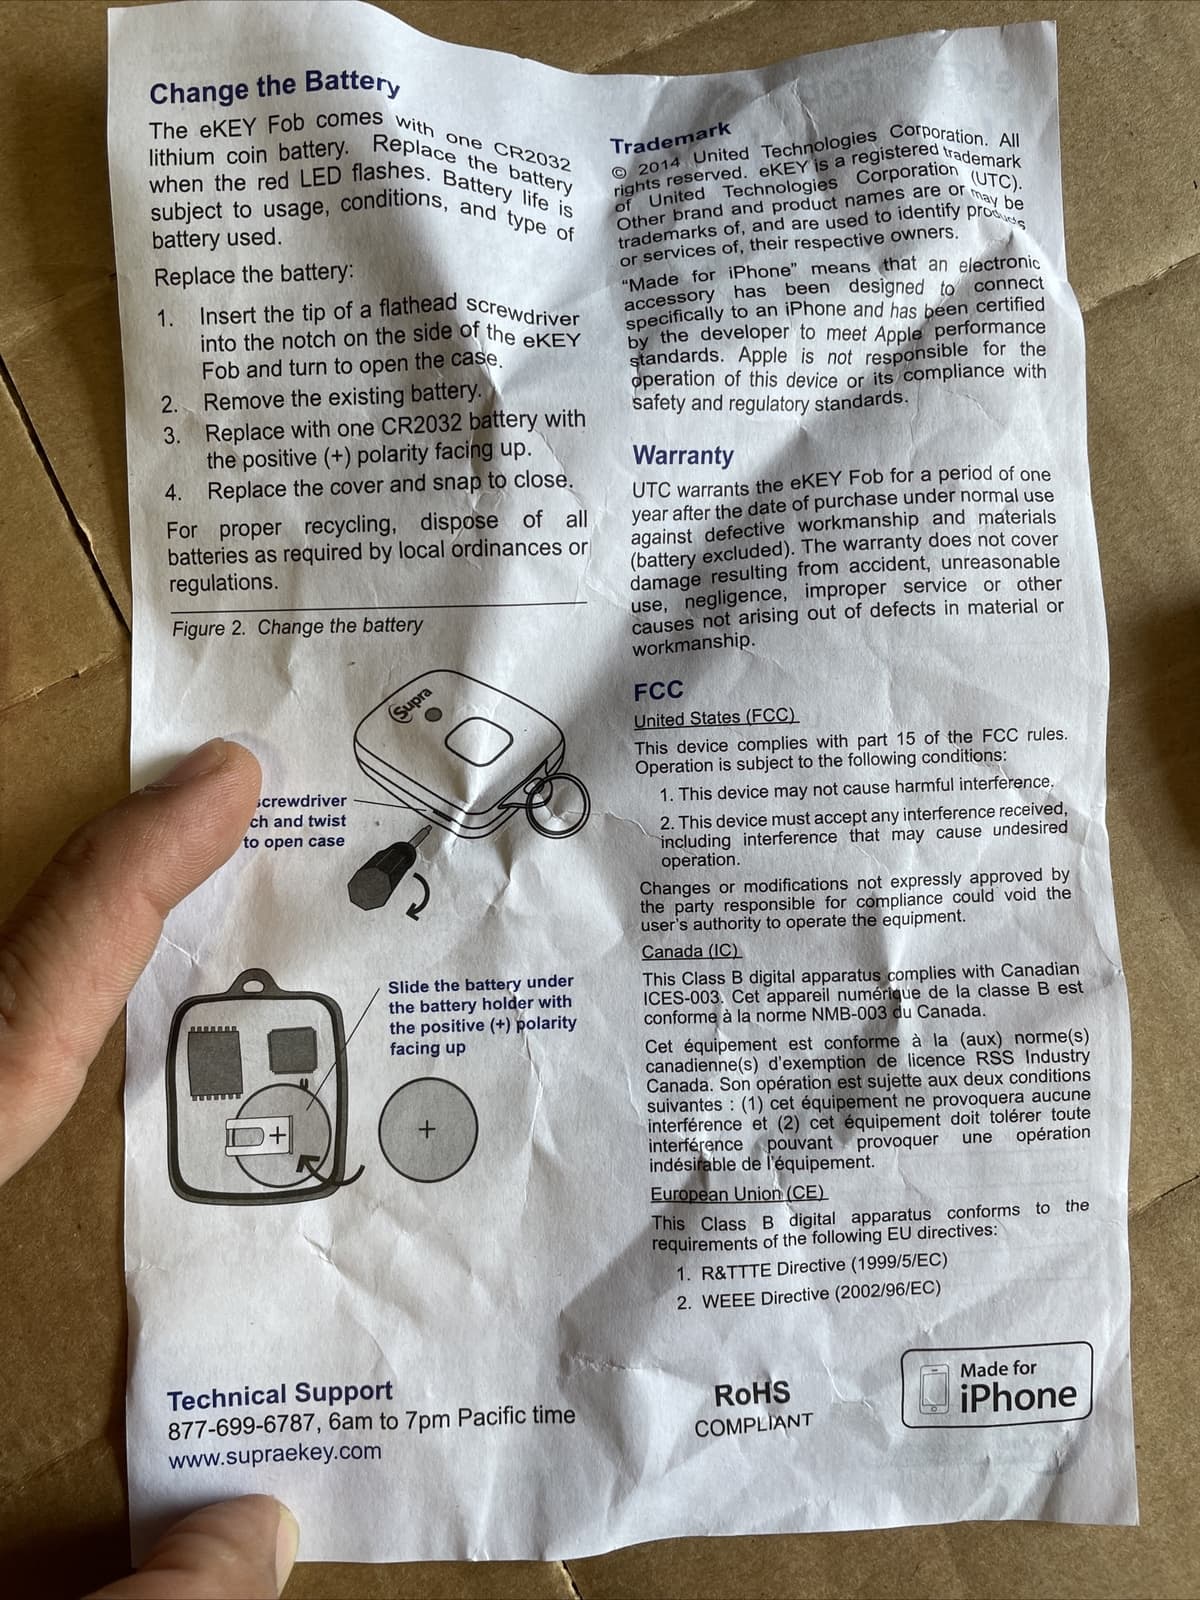 Change the Battery
The eKEY Fob comes with one CR2032
lithium coin battery. Replace the battery
when the red LED flashes. Battery life is
subject to usage, conditions, and type of
battery used.
Replace the battery:
1. Insert the tip of a flathead screwdriver
into the notch on the side of the eKEY
Fob and turn to open the case.
2. Remove the existing battery.
3. Replace with one CR2032 battery with
the positive (+) polarity facing up.
4. Replace the cover and snap to close.
For proper recycling, dispose of all
batteries as required by local ordinances or
regulations.
Figure 2. Change the battery
Supra
screwdriver
and twist
to open case
Slide the battery under
the battery holder with
the positive (+) polarity
facing up
+
+
Technical Support
877-699-6787, 6am to 7pm Pacific time
www.supraekey.com
Trademark
© 2014 United Technologies Corporation. All
rights reserved. eKEY is a registered trademark
of United Technologies Corporation (UTC).
Other brand and product names are or may be
trademarks of, and are used to identify products
or services of, their respective owners.
"Made for iPhone" means that an electronic
accessory has been designed to connect
specifically to an iPhone and has been certified
by the developer to meet Apple performance
standards. Apple is not responsible for the
operation of this device or its compliance with
safety and regulatory standards.
Warranty
UTC warrants the eKEY Fob for a period of one
year after the date of purchase under normal use
against defective workmanship and materials
(battery excluded). The warranty does not cover
damage resulting from accident, unreasonable
use, negligence, improper service or other
causes not arising out of defects in material or
workmanship.
FCC
United States (FCC)
This device complies with part 15 of the FCC rules.
Operation is subject to the following conditions:
1. This device may not cause harmful interference.
2. This device must accept any interference received,
including interference that may cause undesired
operation.
Changes or modifications not expressly approved by
the party responsible for compliance could void the
user's authority to operate the equipment.
Canada (IC)
This Class B digital apparatus complies with Canadian
ICES-003. Cet appareil numérique de la classe B est
conforme à la norme NMB-003 du Canada.
Cet équipement est conforme à la (aux) norme(s)
canadienne(s) d'exemption de licence RSS Industry
Canada. Son opération est sujette aux deux conditions
suivantes : (1) cet équipement ne provoquera aucune
interférence et (2) cet équipement doit tolérer toute
interférence pouvant provoquer une opération
indésirable de l'équipement.
European Union (CE)
This Class B digital apparatus conforms to the
requirements of the following EU directives:
1. R&TTTE Directive (1999/5/EC)
2. WEEE Directive (2002/96/EC)
RoHS
COMPLIANT
Made for
iPhone